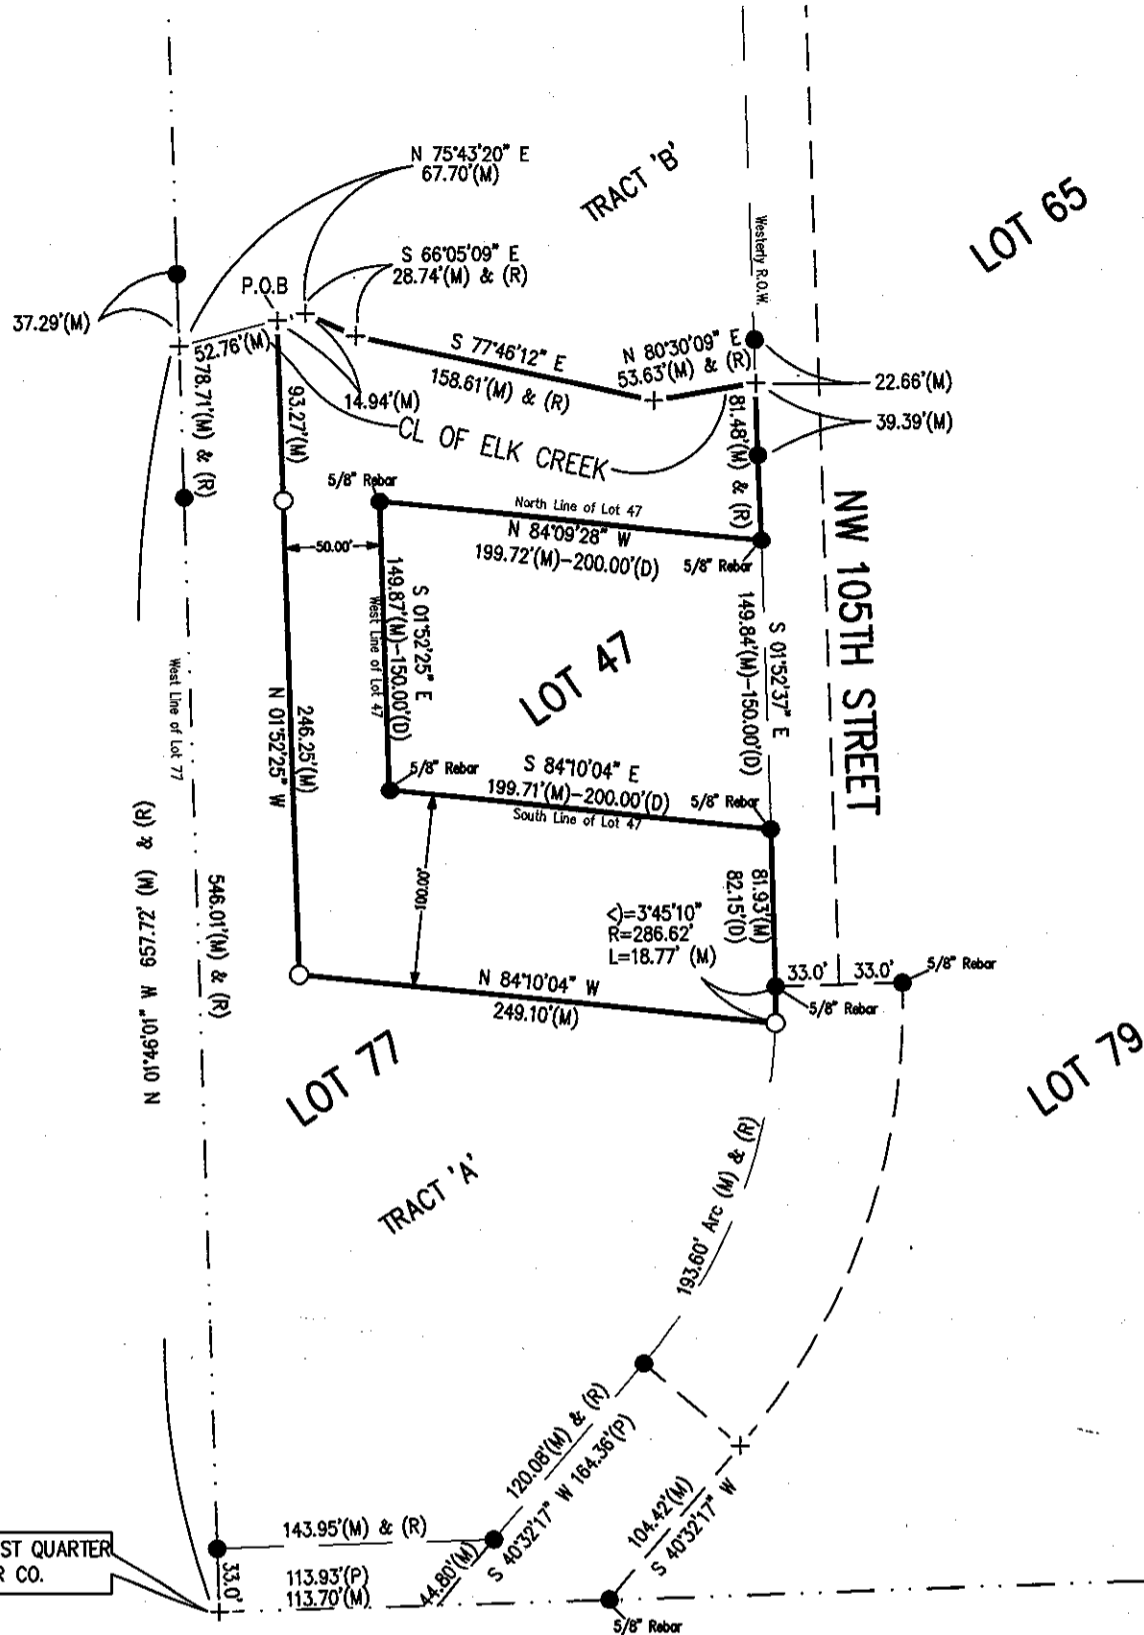 N 75°43'20" E
67.70'(M)
TRACT 'B'
LOT 65
Westerly R.O.W.
S 66°05'09" E
28.74'(M) & (R)
P.O.B
37.29'(M)
52.76'(M)
S 77°46'12" E
158.61'(M) & (R)
N 80°30'09" E
53.63'(M) & (R)
22.66'(M)
39.39'(M)
14.94'(M)
78.71'(M) & (R)
93.27'(M)
CL OF ELK CREEK
81.48'(M) & (R)
5/8" Rebar
North Line of Lot 47
N 84°09'28" W
199.72'(M)-200.00'(D)
5/8" Rebar
50.00'
NW 105TH STREET
S 01°52'25" E
149.87'(M)-150.00'(D)
West Line of Lot 47
LOT 47
S 01°52'37" E
149.84'(M)-150.00'(D)
West Line of Lot 77
246.25'(M)
N 01°52'25" W
5/8" Rebar
S 84°10'04" E
199.71'(M)-200.00'(D)
South Line of Lot 47
5/8" Rebar
100.00'
N 01°46'01" W 657.72' (M) & (R)
546.01'(M) & (R)
81.93'(M)
82.15'(D)
<)=3°45'10"
R=286.62'
L=18.77' (M)
33.0'
33.0'
5/8" Rebar
5/8" Rebar
N 84°10'04" W
249.10'(M)
LOT 77
LOT 79
TRACT 'A'
193.60' Arc (M) & (R)
120.08'(M) & (R)
S 40°32'17" W 164.36'(P)
104.42'(M)
S 40°32'17" W
143.95'(M) & (R)
44.80'(M)
ST QUARTER
R CO.
33.0'
113.93'(P)
113.70'(M)
5/8" Rebar